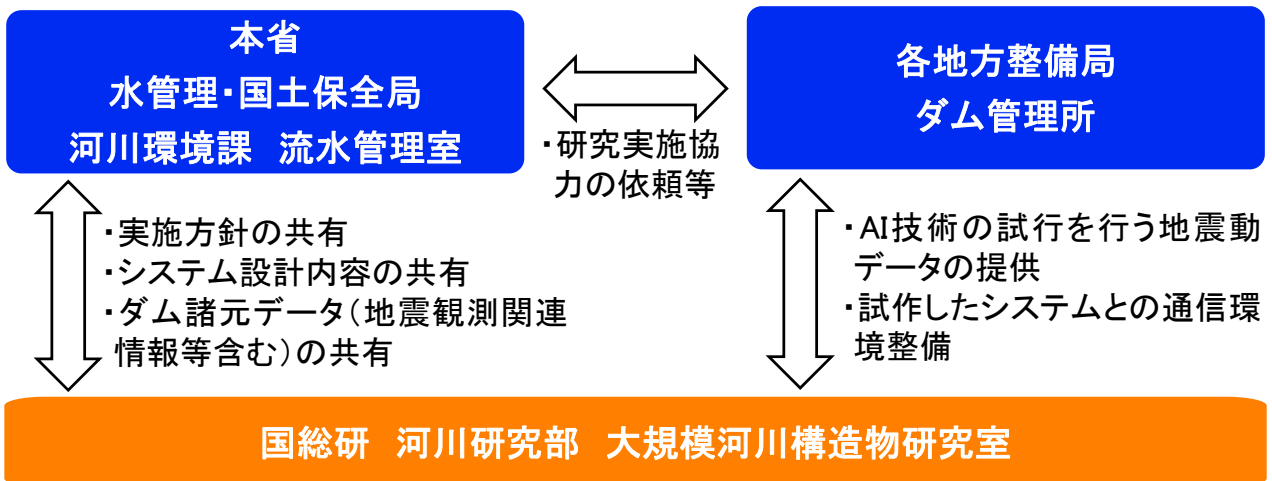 本省
水管理・国土保全局
河川環境課　流水管理室
各地方整備局
ダム管理所
・研究実施協
力の依頼等
・実施方針の共有
・システム設計内容の共有
・ダム諸元データ（地震観測関連
情報等含む）の共有
・AI技術の試行を行う地震動
データの提供
・試作したシステムとの通信環
境整備
国総研　河川研究部　大規模河川構造物研究室